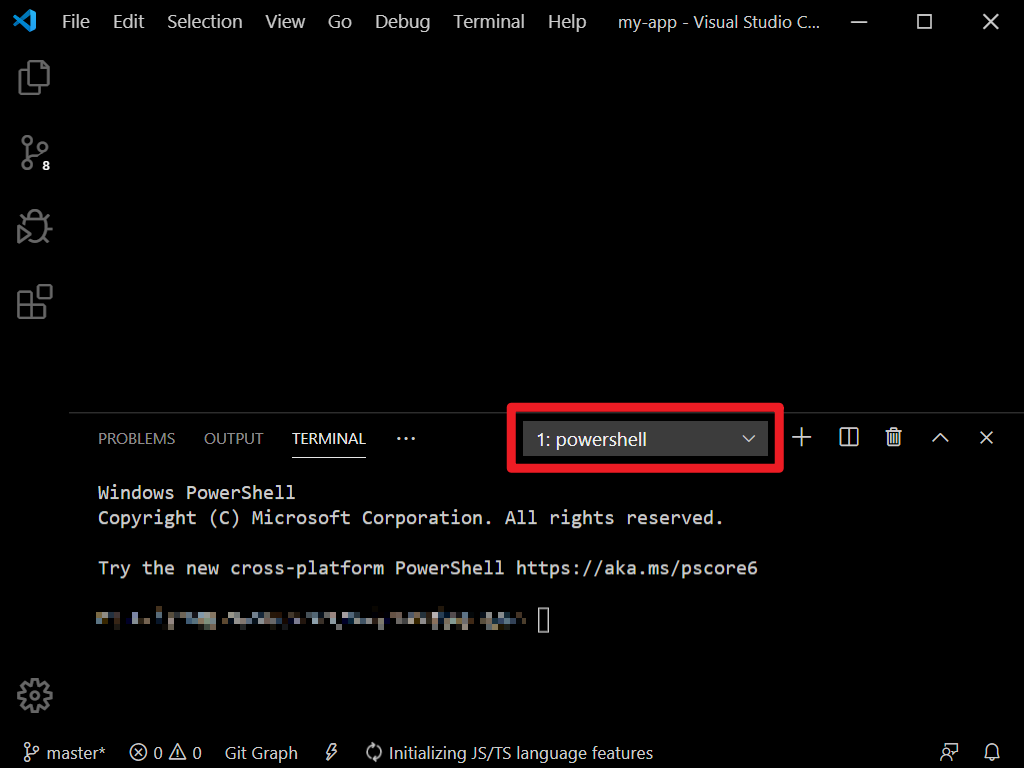 File Edit Selection View Go Debug Terminal Help my-app - Visual Studio C...
8
PROBLEMS OUTPUT TERMINAL ... 1: powershell
Windows PowerShell
Copyright (C) Microsoft Corporation. All rights reserved.
Try the new cross-platform PowerShell https://aka.ms/pscore6
master* 0 0 Git Graph Initializing JS/TS language features